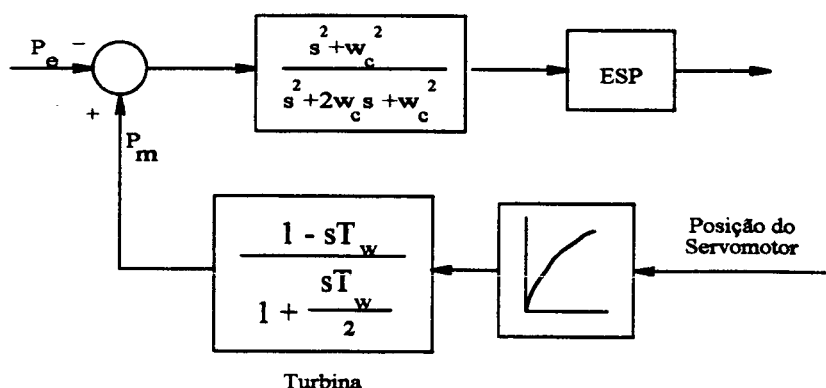 s²+w_c²
s²+2w_c s+w_c²
ESP
P_e −
+
P_m
1 - sT_w
1 + sT_w
2
Posição do
Servomotor
Turbina